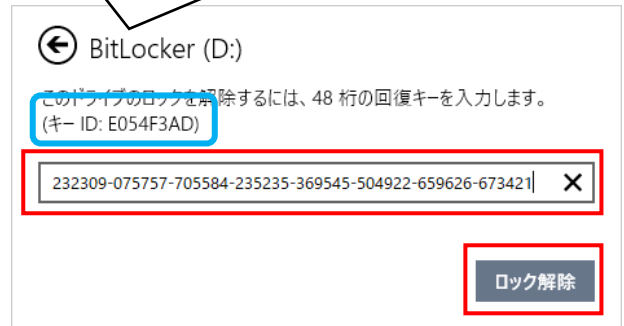 BitLocker (D:)
このドライブのロックを解除するには、48 桁の回復キーを入力します。
(キー ID: E054F3AD)
232309-075757-705584-235235-369545-504922-659626-673421
ロック解除